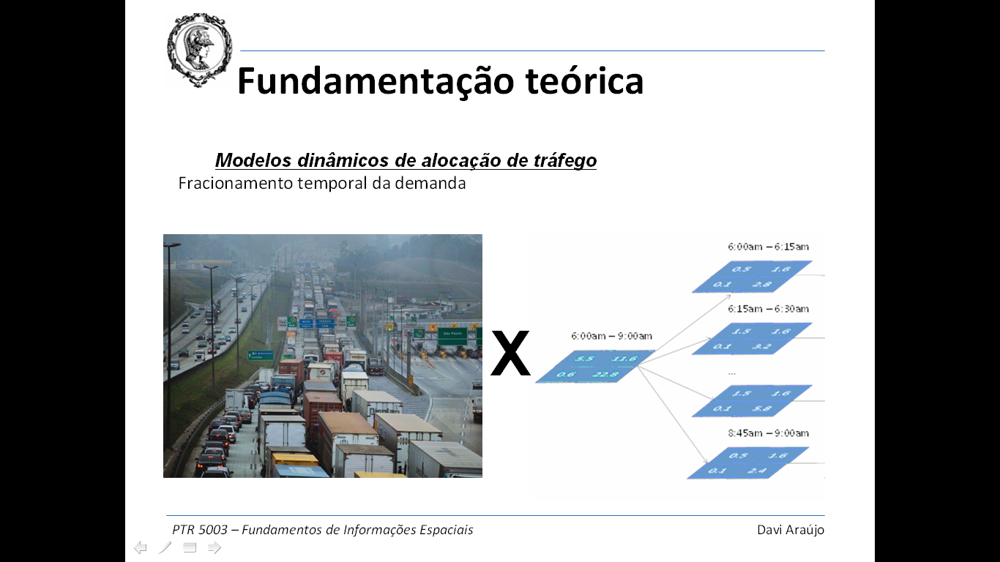 Fundamentação teórica
Modelos dinâmicos de alocação de tráfego
Fracionamento temporal da demanda
São Paulo
X
6:00am – 9:00am
5.5 11.6
0.6 22.8
6:00am – 6:15am
0.5 1.6
0.1 2.8
6:15am – 6:30am
1.5 1.6
0.1 3.2
...
1.5 1.6
0.1 5.8
8:45am – 9:00am
0.5 1.6
0.1 2.4
PTR 5003 – Fundamentos de Informações Espaciais
Davi Araújo